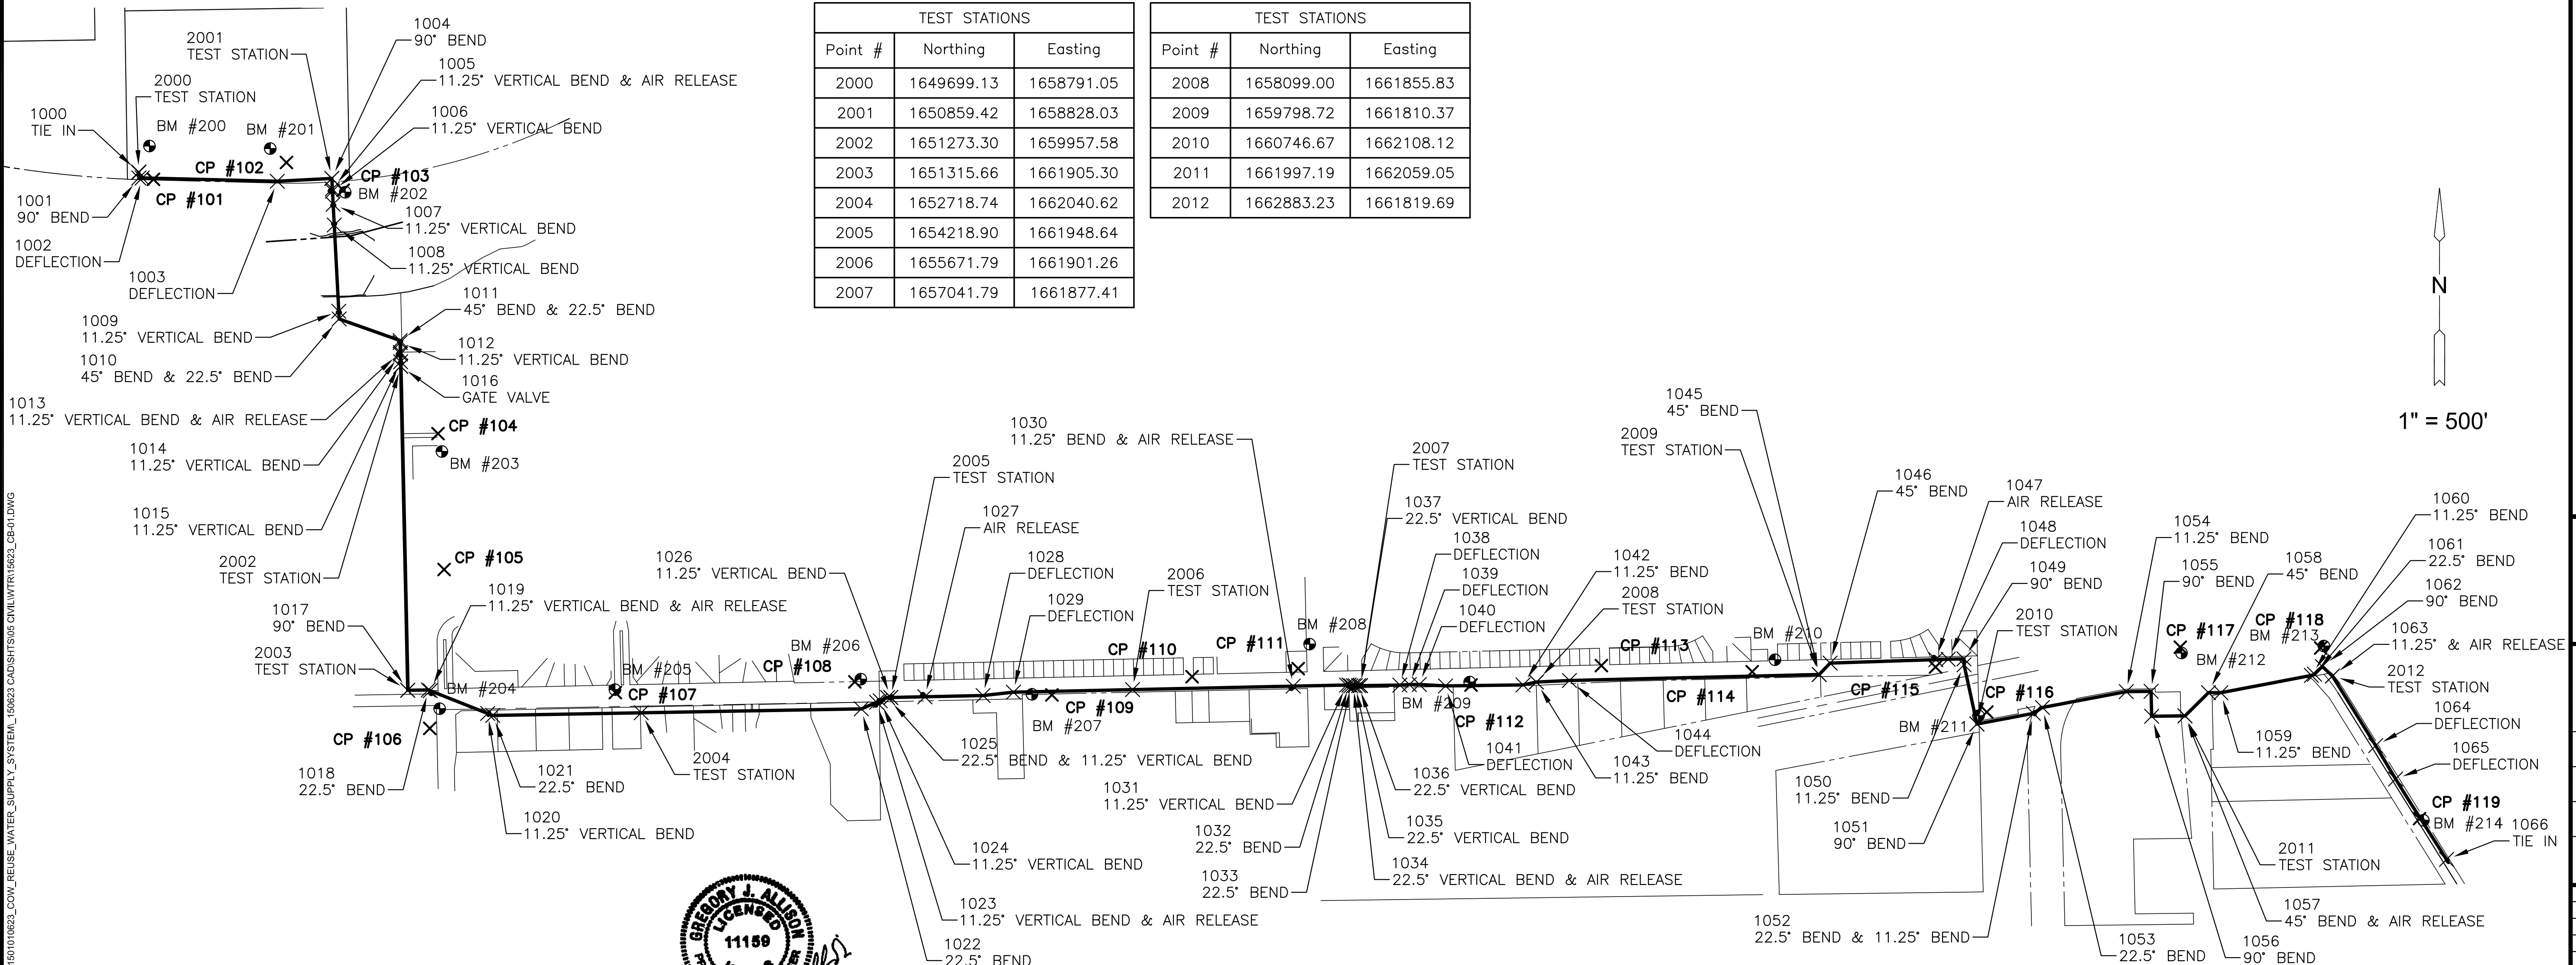 TEST STATIONS
Point # Northing Easting
2000 1649699.13 1658791.05
2001 1650859.42 1658828.03
2002 1651273.30 1659957.58
2003 1651315.66 1661905.30
2004 1652718.74 1662040.62
2005 1654218.90 1661948.64
2006 1655671.79 1661901.26
2007 1657041.79 1661877.41
TEST STATIONS
Point # Northing Easting
2008 1658099.00 1661855.83
2009 1659798.72 1661810.37
2010 1660746.67 1662108.12
2011 1661997.19 1662059.05
2012 1662883.23 1661819.69
N
1" = 500'
1004
90° BEND
2001
TEST STATION
1005
11.25° VERTICAL BEND & AIR RELEASE
2000
TEST STATION
1000
TIE IN
BM #200
BM #201
1006
11.25° VERTICAL BEND
CP #102
CP #103
BM #202
CP #101
1001
90° BEND
1007
11.25° VERTICAL BEND
1002
DEFLECTION
1003
DEFLECTION
1008
11.25° VERTICAL BEND
1011
45° BEND & 22.5° BEND
1009
11.25° VERTICAL BEND
1010
45° BEND & 22.5° BEND
1012
11.25° VERTICAL BEND
1016
GATE VALVE
1013
11.25° VERTICAL BEND & AIR RELEASE
CP #104
BM #203
1014
11.25° VERTICAL BEND
1015
11.25° VERTICAL BEND
2002
TEST STATION
CP #105
1017
90° BEND
1019
11.25° VERTICAL BEND & AIR RELEASE
2003
TEST STATION
BM #204
CP #106
1018
22.5° BEND
1020
11.25° VERTICAL BEND
1021
22.5° BEND
BM #205
CP #107
2004
TEST STATION
1026
11.25° VERTICAL BEND
BM #206
CP #108
2005
TEST STATION
1027
AIR RELEASE
1028
DEFLECTION
1029
DEFLECTION
BM #207
CP #109
1025
22.5° BEND & 11.25° VERTICAL BEND
1024
11.25° VERTICAL BEND
1023
11.25° VERTICAL BEND & AIR RELEASE
1022
22.5° BEND
1030
11.25° BEND & AIR RELEASE
2006
TEST STATION
CP #110
CP #111
BM #208
2007
TEST STATION
1037
22.5° VERTICAL BEND
1038
DEFLECTION
1039
DEFLECTION
1040
DEFLECTION
BM #209
CP #112
1041
DEFLECTION
1036
22.5° VERTICAL BEND
1031
11.25° VERTICAL BEND
1032
22.5° BEND
1033
22.5° BEND
1035
22.5° VERTICAL BEND
1034
22.5° VERTICAL BEND & AIR RELEASE
1042
11.25° BEND
2008
TEST STATION
CP #113
1044
DEFLECTION
1043
11.25° BEND
1045
45° BEND
2009
TEST STATION
BM #210
CP #114
1046
45° BEND
1047
AIR RELEASE
1048
DEFLECTION
1049
90° BEND
2010
TEST STATION
CP #115
CP #116
BM #211
1050
11.25° BEND
1051
90° BEND
1052
22.5° BEND & 11.25° BEND
1053
22.5° BEND
1054
11.25° BEND
1055
90° BEND
1058
45° BEND
CP #117
BM #212
CP #118
BM #213
1059
11.25° BEND
2011
TEST STATION
1057
45° BEND & AIR RELEASE
1056
90° BEND
1060
11.25° BEND
1061
22.5° BEND
1062
90° BEND
1063
11.25° & AIR RELEASE
2012
TEST STATION
1064
DEFLECTION
1065
DEFLECTION
CP #119
BM #214
1066
TIE IN
GREGORY J. ALLISON
LICENSED
11159
150\1010623_COW_REUSE_WATER_SUPPLY_SYSTEM_150623 CAD\SHTS\05 CIVIL\WTR\15623_CB-01.DWG